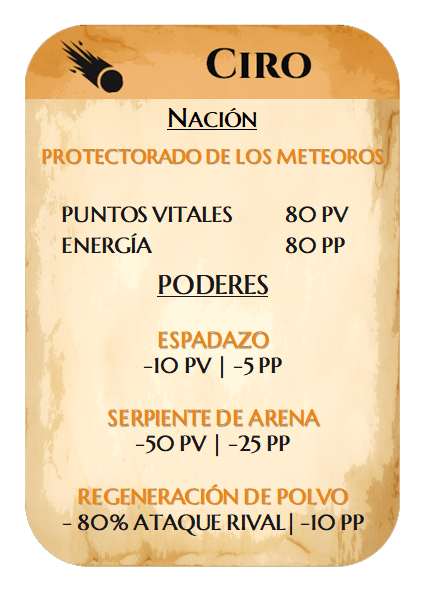 CIRO
NACIÓN
PROTECTORADO DE LOS METEOROS
PUNTOS VITALES 80 PV
ENERGÍA 80 PP
PODERES
ESPADAZO
-10 PV | -5 PP
SERPIENTE DE ARENA
-50 PV | -25 PP
REGENERACIÓN DE POLVO
- 80% ATAQUE RIVAL| -10 PP